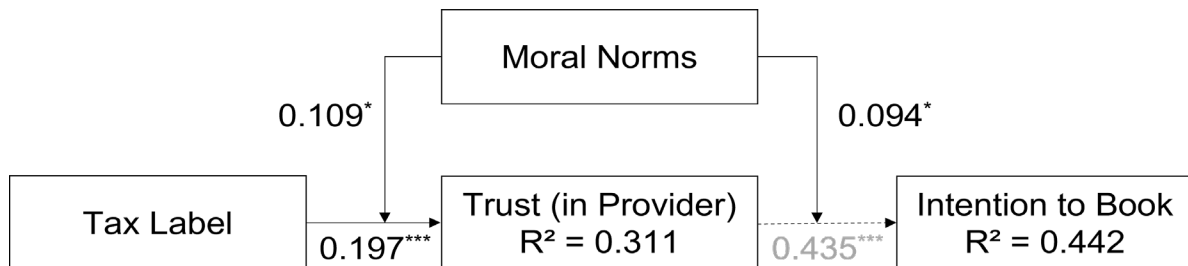 Moral Norms
0.109*
0.094*
Tax Label
Trust (in Provider)
R² = 0.311
Intention to Book
R² = 0.442
0.197***
0.435***